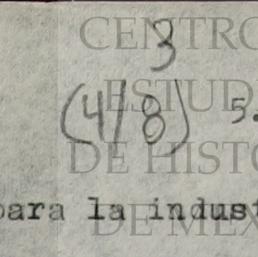 3
(4/8) 5.
para la indust
CENTRO
ESTUD
DE HISTO
DE MEX